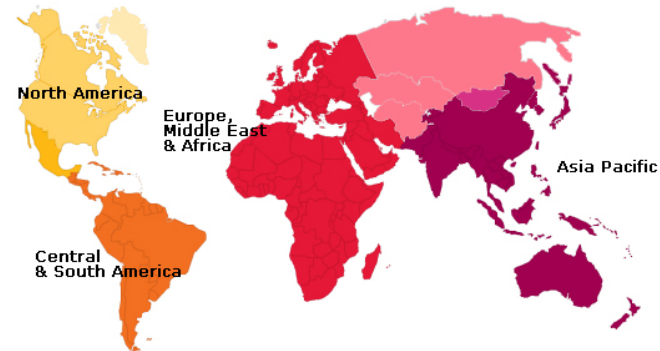 North America
Europe,
Middle East
& Africa
Asia Pacific
Central
& South America